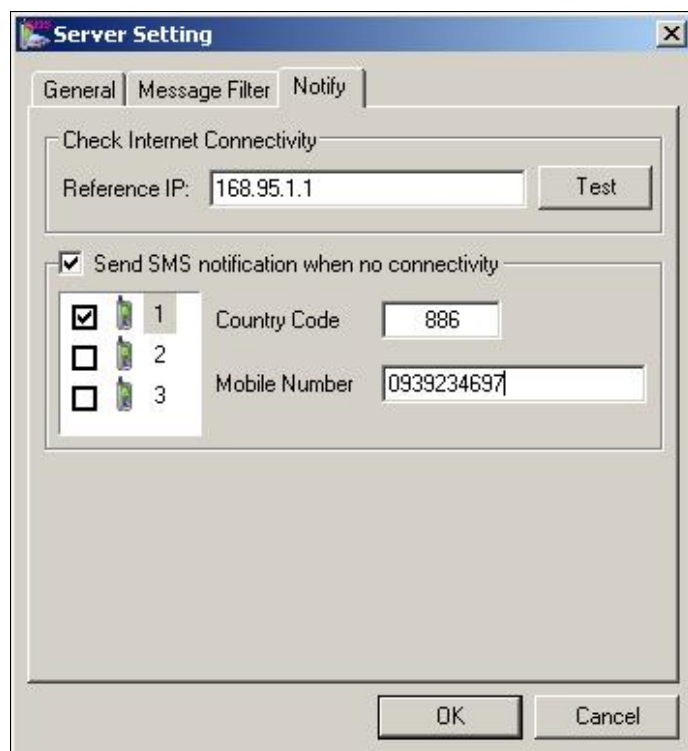 Server Setting
General Message Filter Notify
Check Internet Connectivity
Reference IP: 168.95.1.1 Test
Send SMS notification when no connectivity
1 Country Code 886
2
3 Mobile Number 0939234697
OK Cancel